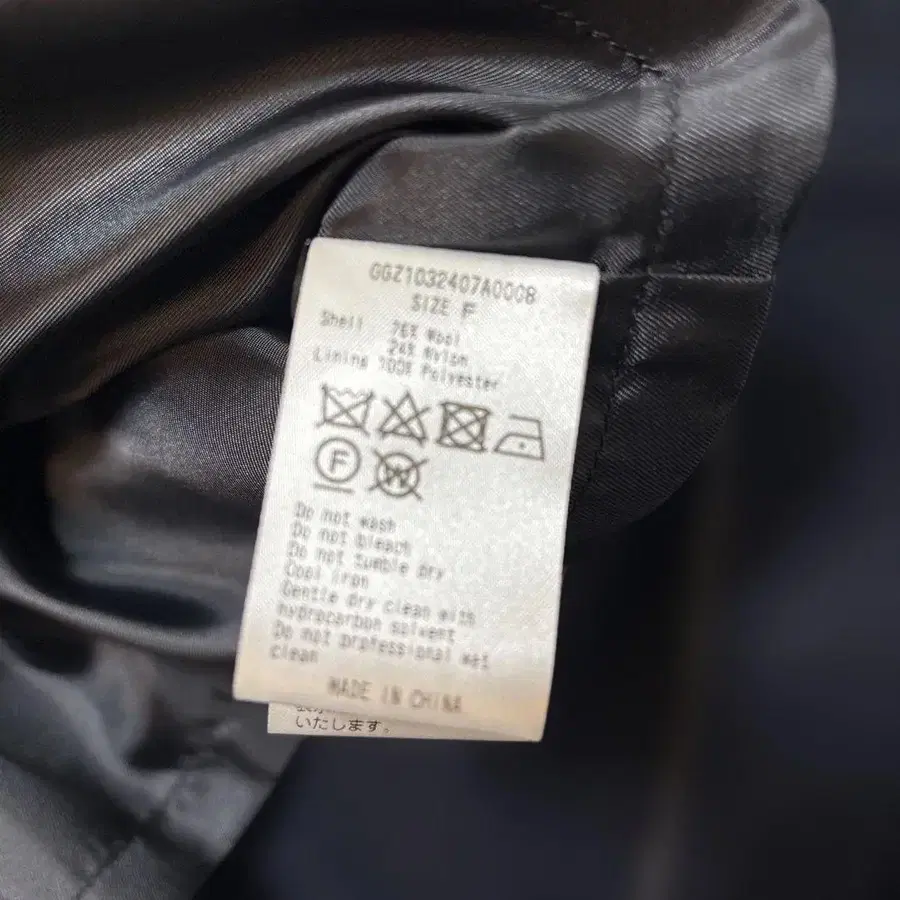 GGZ1032407A0008
SIZE F
Shell 76% Wool
24% Nylon
Lining 100% Polyester
F
W
Do not wash
Do not bleach
Do not tumble dry
Cool iron
Gentle dry clean with
hydrocarbon solvent
Do not professional wet
clean
MADE IN CHINA
いたします。